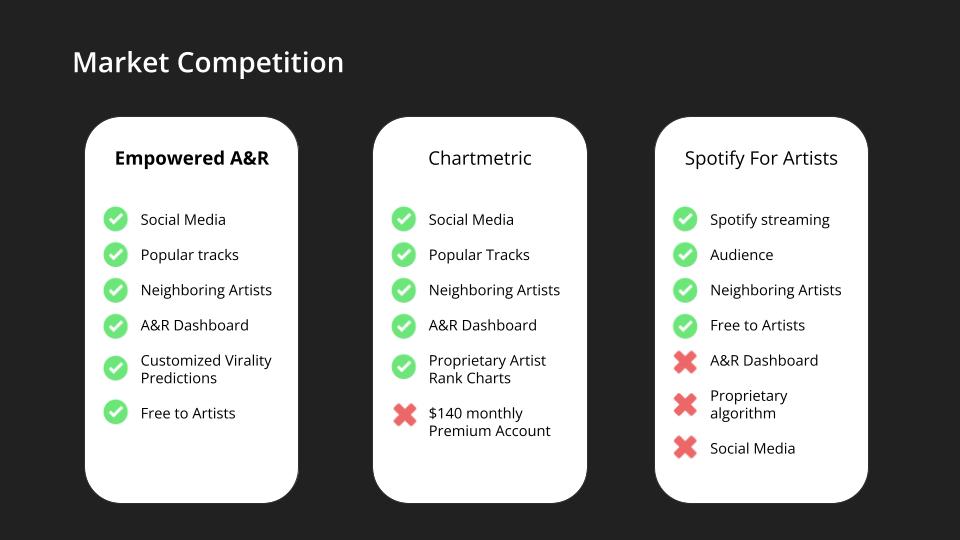 Market Competition
Empowered A&R
Social Media
Popular tracks
Neighboring Artists
A&R Dashboard
Customized Virality
Predictions
Free to Artists
Chartmetric
Social Media
Popular Tracks
Neighboring Artists
A&R Dashboard
Proprietary Artist
Rank Charts
$140 monthly
Premium Account
Spotify For Artists
Spotify streaming
Audience
Neighboring Artists
Free to Artists
A&R Dashboard
Proprietary
algorithm
Social Media